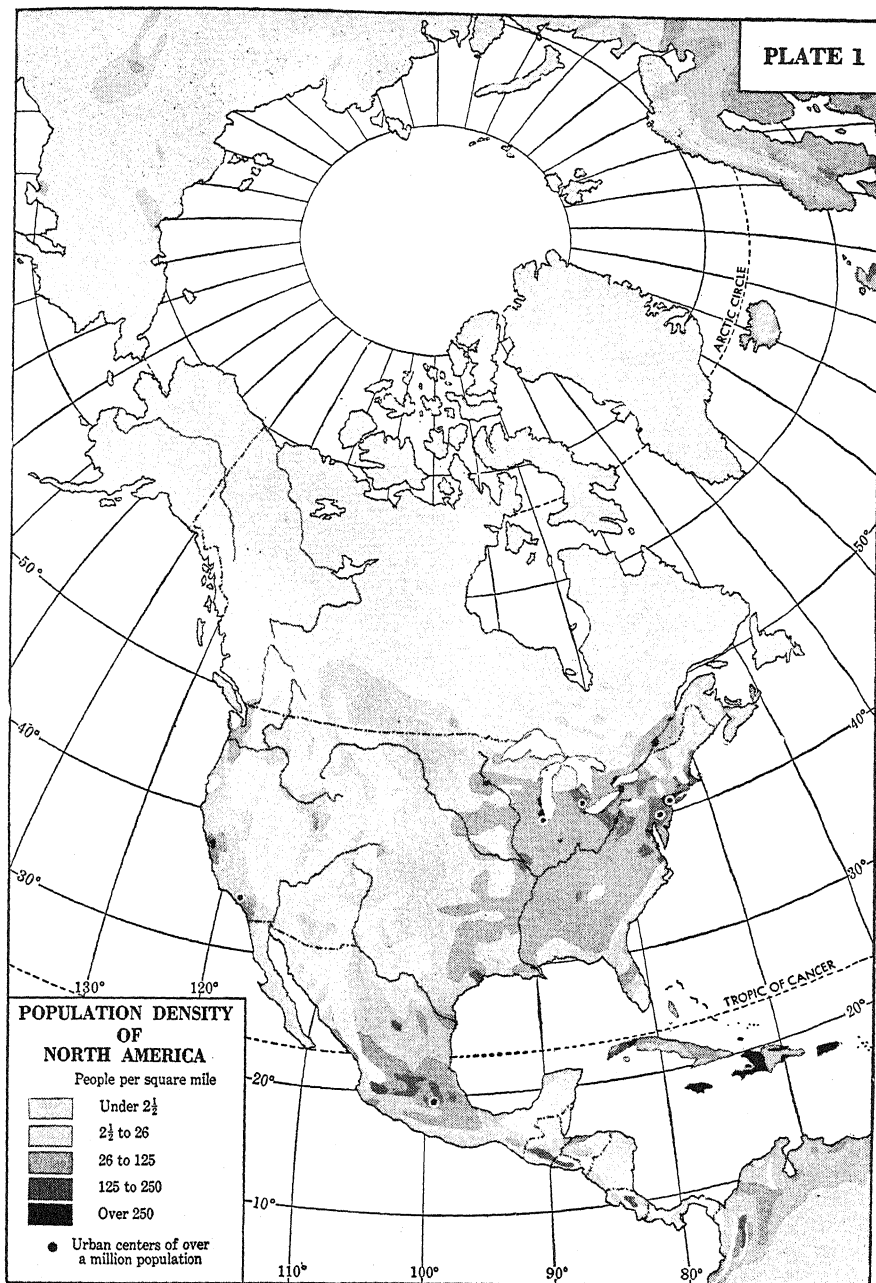 PLATE 1
ARCTIC CIRCLE
50°
50°
40°
40°
30°
30°
TROPIC OF CANCER
130°
120°
20°
20°
10°
110°
100°
90°
80°
POPULATION DENSITY
OF
NORTH AMERICA
People per square mile
Under 2½
2½ to 26
26 to 125
125 to 250
Over 250
Urban centers of over
a million population